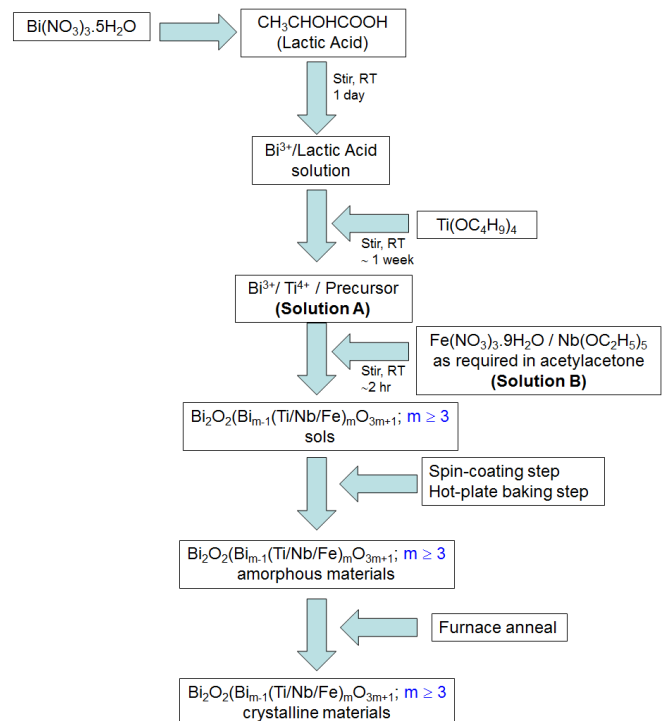 Bi(NO₃)₃.5H₂O
CH₃CHOHCOOH
(Lactic Acid)
Stir, RT
1 day
Bi³⁺/Lactic Acid
solution
Ti(OC₄H₉)₄
Stir, RT
~ 1 week
Bi³⁺/ Ti⁴⁺ / Precursor
(Solution A)
Fe(NO₃)₃.9H₂O / Nb(OC₂H₅)₅
as required in acetylacetone
(Solution B)
Stir, RT
~2 hr
Bi₂O₂(Biₘ₋₁(Ti/Nb/Fe)ₘO₃ₘ₊₁; m ≥ 3
sols
Spin-coating step
Hot-plate baking step
Bi₂O₂(Biₘ₋₁(Ti/Nb/Fe)ₘO₃ₘ₊₁; m ≥ 3
amorphous materials
Furnace anneal
Bi₂O₂(Biₘ₋₁(Ti/Nb/Fe)ₘO₃ₘ₊₁; m ≥ 3
crystalline materials